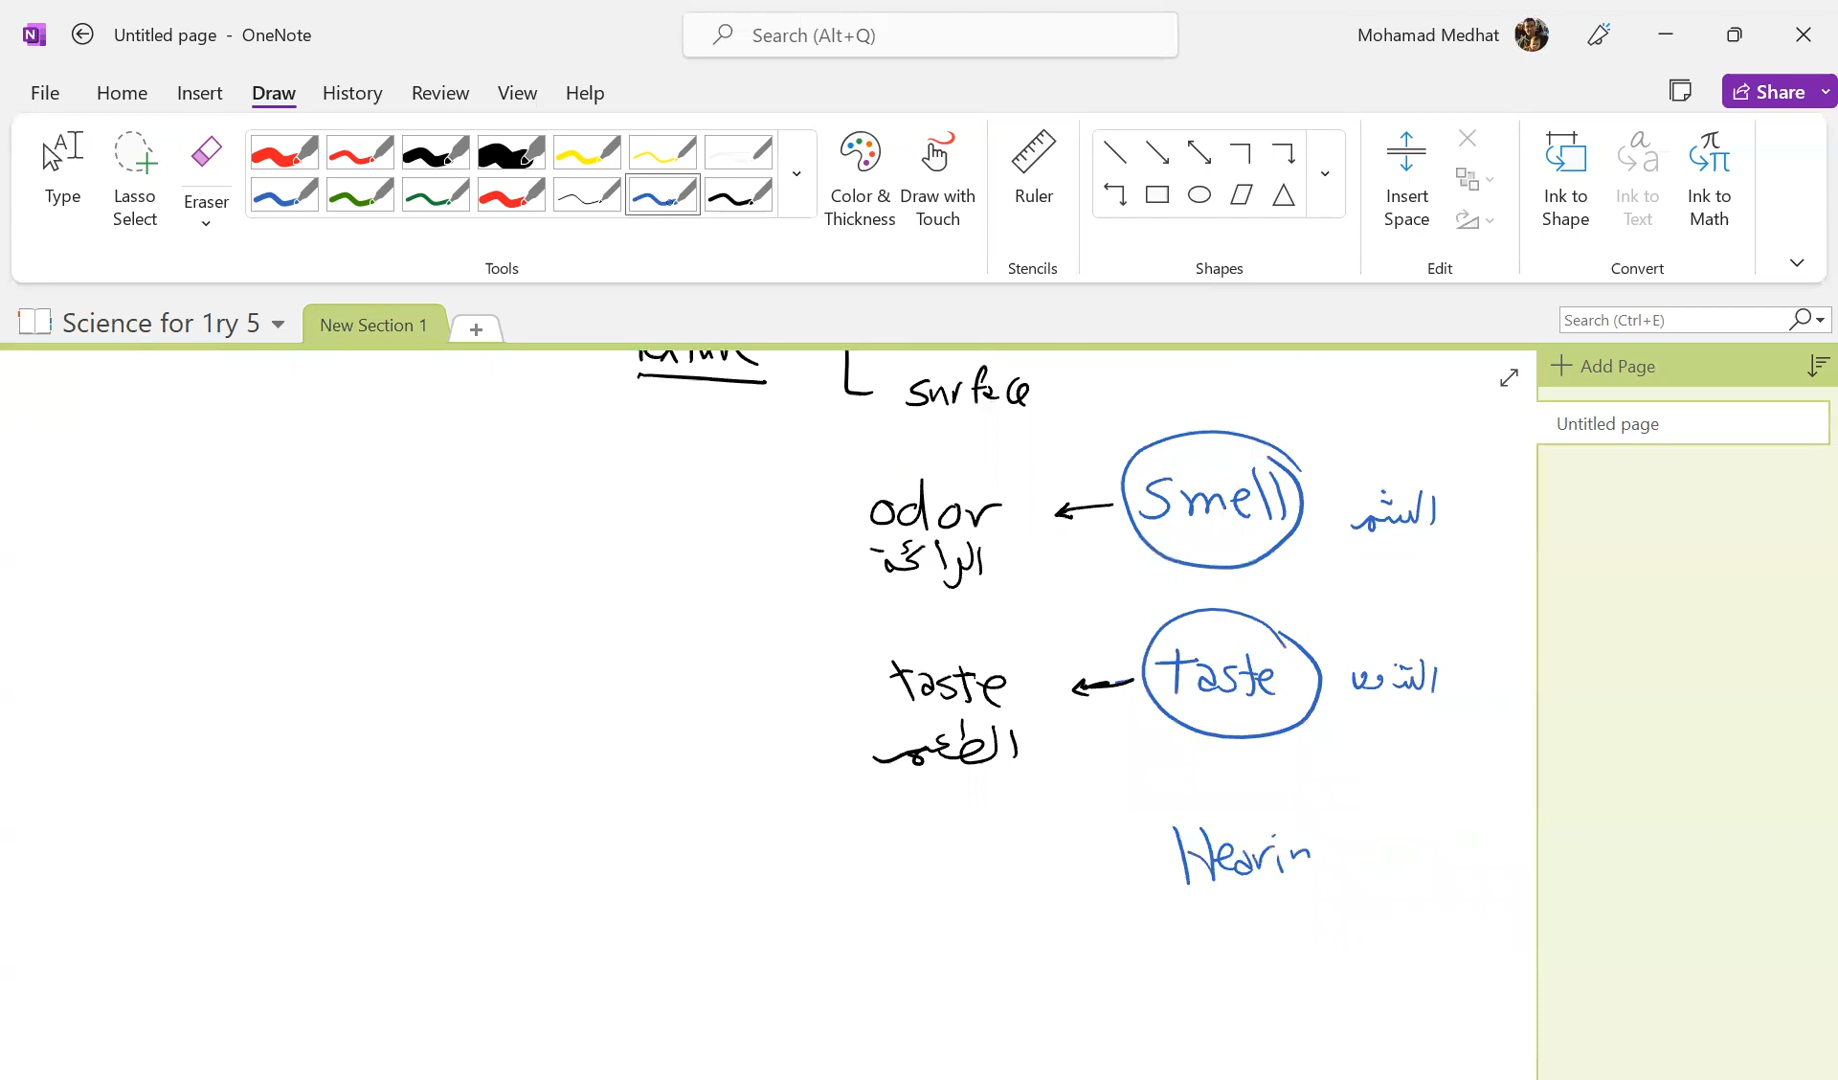 Untitled page - OneNote
Search (Alt+Q)
Mohamad Medhat
File Home Insert Draw History Review View Help
Share
Type
Lasso Select
Eraser
Color & Thickness
Draw with Touch
Ruler
Insert Space
Ink to Shape
Ink to Text
Ink to Math
Tools
Stencils
Shapes
Edit
Convert
Science for 1ry 5
New Section 1
Search (Ctrl+E)
Add Page
Untitled page
surface
odor ← Smell الشم
الرائحة
taste ← taste
الطعم
Hearin